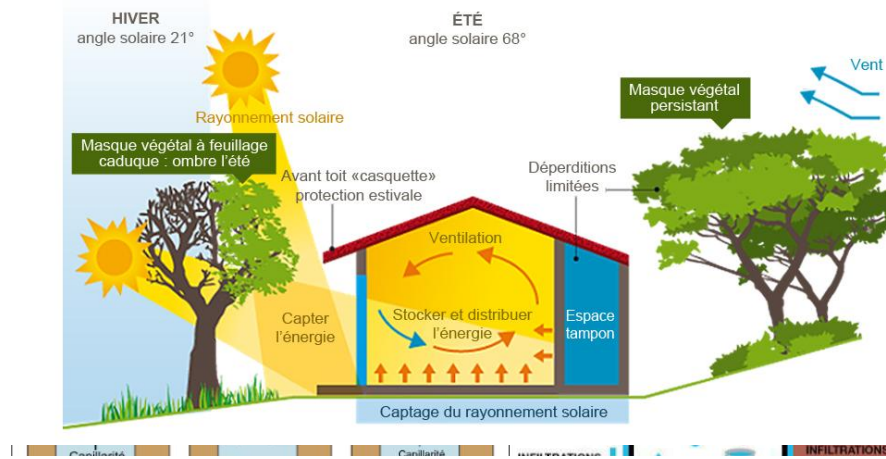 HIVER
angle solaire 21°
ÉTÉ
angle solaire 68°
Vent
Masque végétal
persistant
Rayonnement solaire
Masque végétal à feuillage
caduque : ombre l'été
Avant toit «casquette»
protection estivale
Déperditions
limitées
Ventilation
Capter
l'énergie
Stocker et distribuer
l'énergie
Espace
tampon
Captage du rayonnement solaire
Capillarité
Capillarité
INFILTRATIONS
INFILTRATIONS